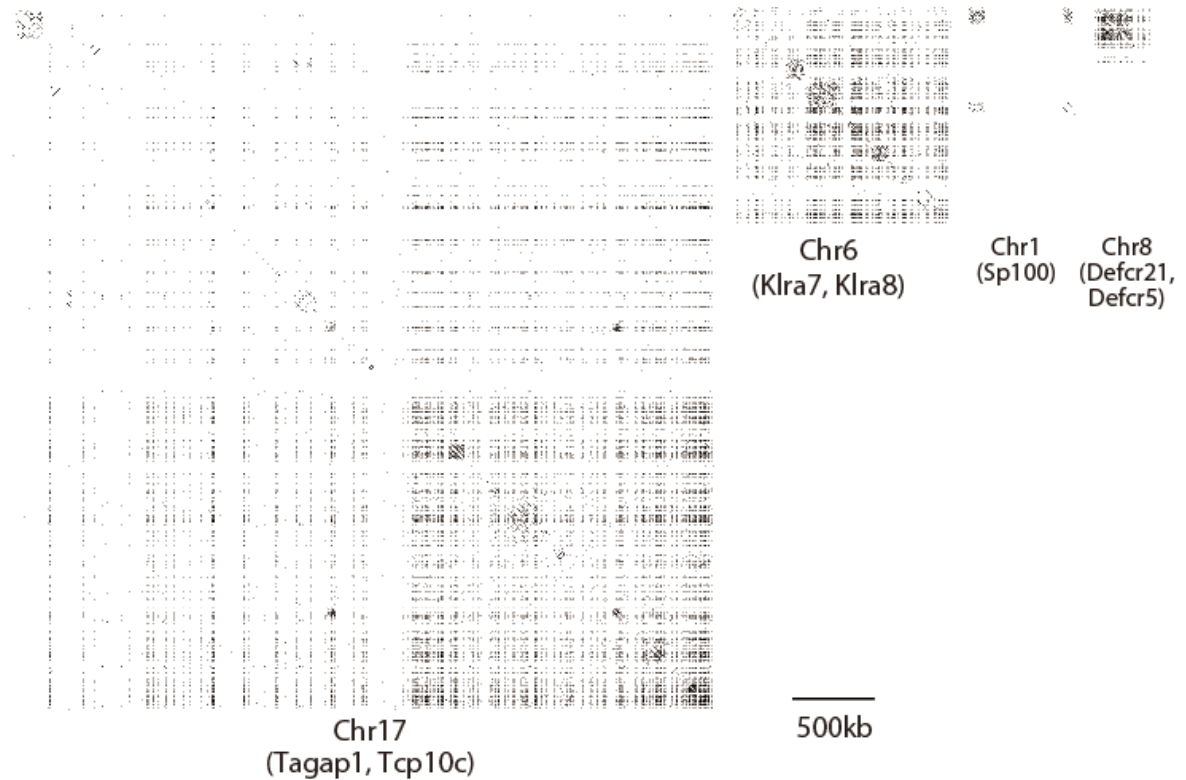 Chr6
(Klra7, Klra8)
Chr1
(Sp100)
Chr8
(Defcr21,
Defcr5)
500kb
Chr17
(Tagap1, Tcp10c)